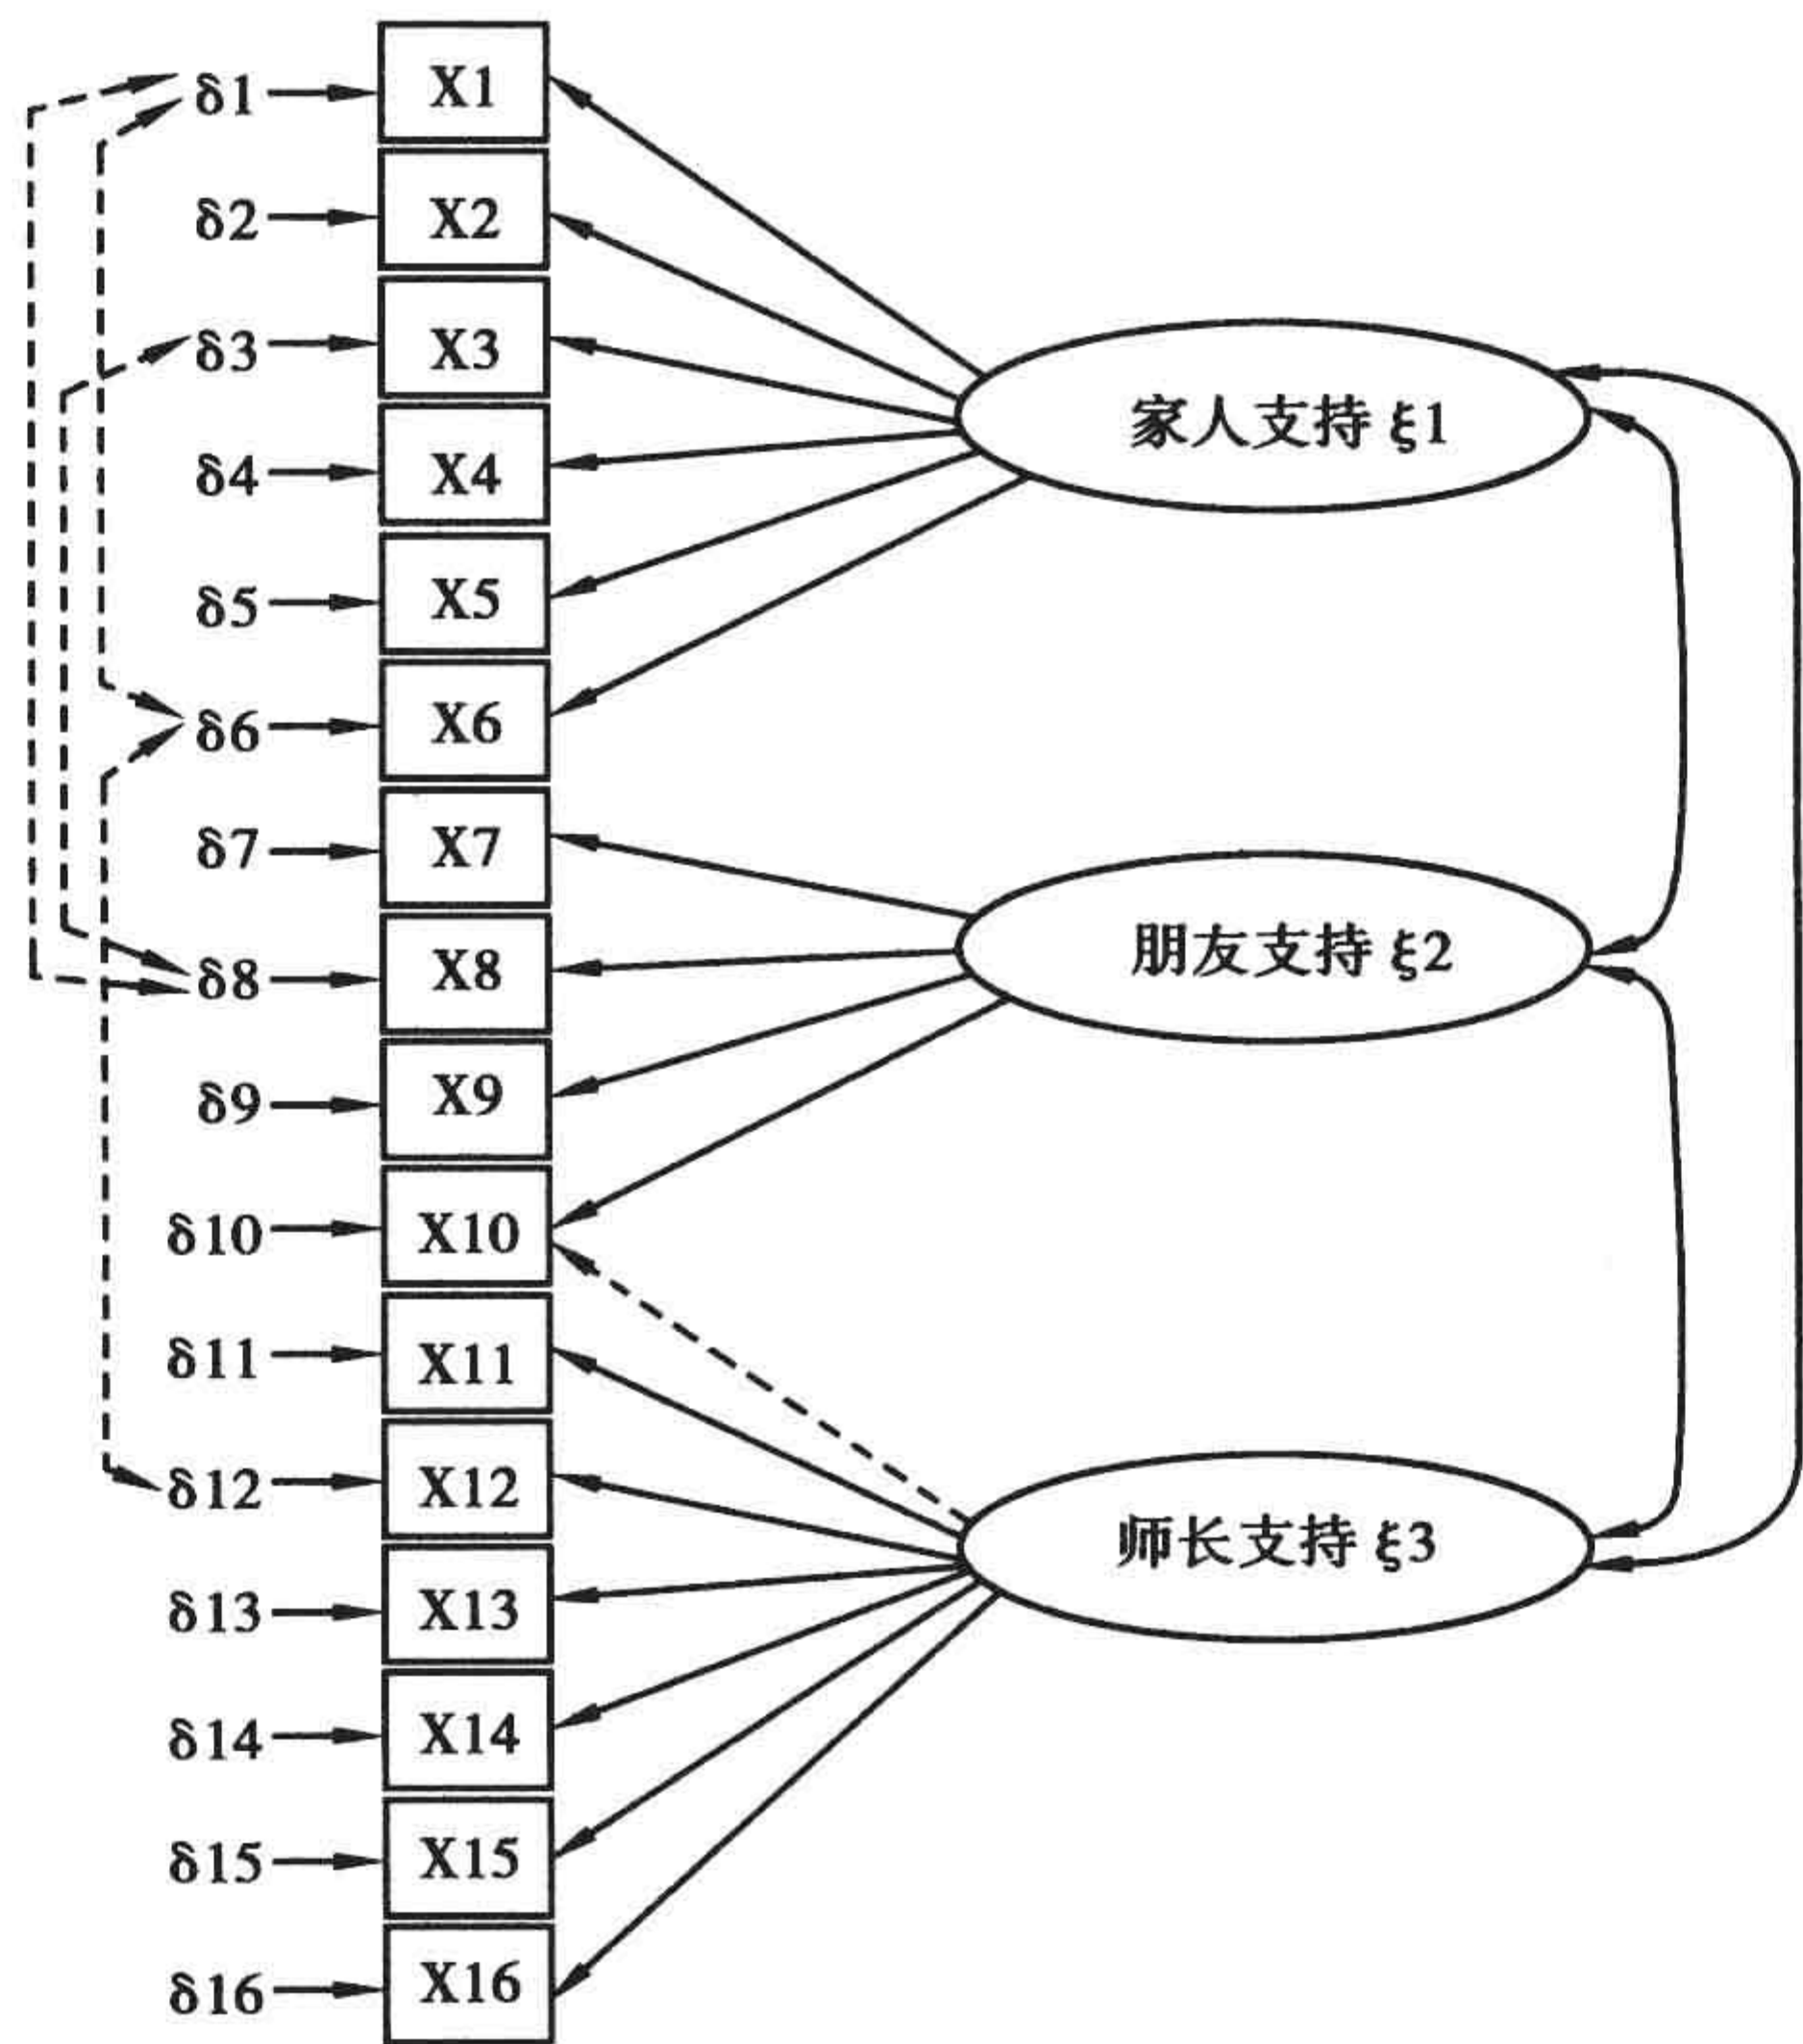 δ1 X1
δ2 X2
δ3 X3
δ4 X4
家人支持 ξ1
δ5 X5
δ6 X6
δ7 X7
δ8 X8
朋友支持 ξ2
δ9 X9
δ10 X10
δ11 X11
δ12 X12
师长支持 ξ3
δ13 X13
δ14 X14
δ15 X15
δ16 X16